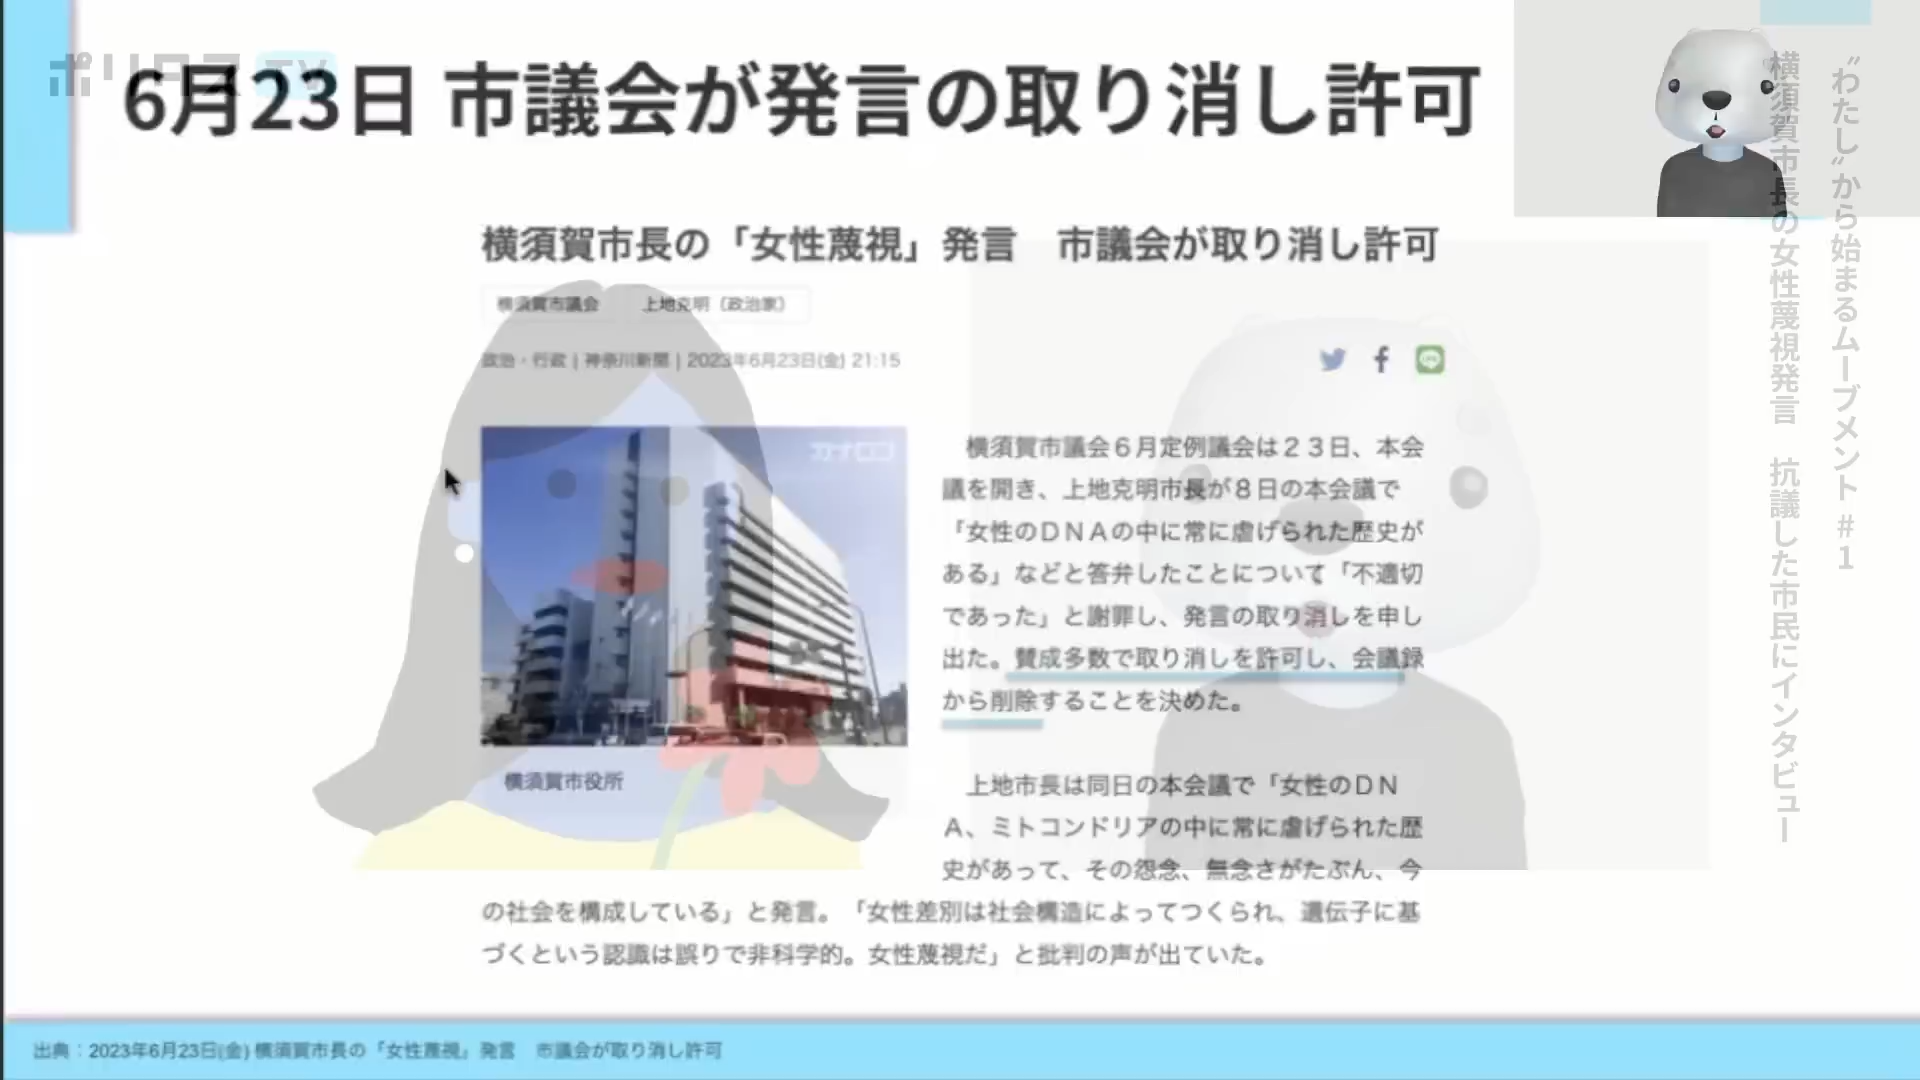 ポリロス TV
6月23日 市議会が発言の取り消し許可
横須賀市長の「女性蔑視」発言　市議会が取り消し許可
横須賀市議会　上地克明（政治家）
政治・行政 | 神奈川新聞 | 2023年6月23日(金) 21:15
カナロコ
横須賀市役所
　横須賀市議会６月定例議会は２３日、本会
議を開き、上地克明市長が８日の本会議で
「女性のＤＮＡの中に常に虐げられた歴史が
ある」などと答弁したことについて「不適切
であった」と謝罪し、発言の取り消しを申し
出た。賛成多数で取り消しを許可し、会議録
から削除することを決めた。
　上地市長は同日の本会議で「女性のＤＮ
Ａ、ミトコンドリアの中に常に虐げられた歴
史があって、その怨念、無念さがたぶん、今
の社会を構成している」と発言。「女性差別は社会構造によってつくられ、遺伝子に基
づくという認識は誤りで非科学的。女性蔑視だ」と批判の声が出ていた。
〝わたし〟から始まるムーブメント #1
横須賀市長の女性蔑視発言　抗議した市民にインタビュー
出典：2023年6月23日(金) 横須賀市長の「女性蔑視」発言　市議会が取り消し許可